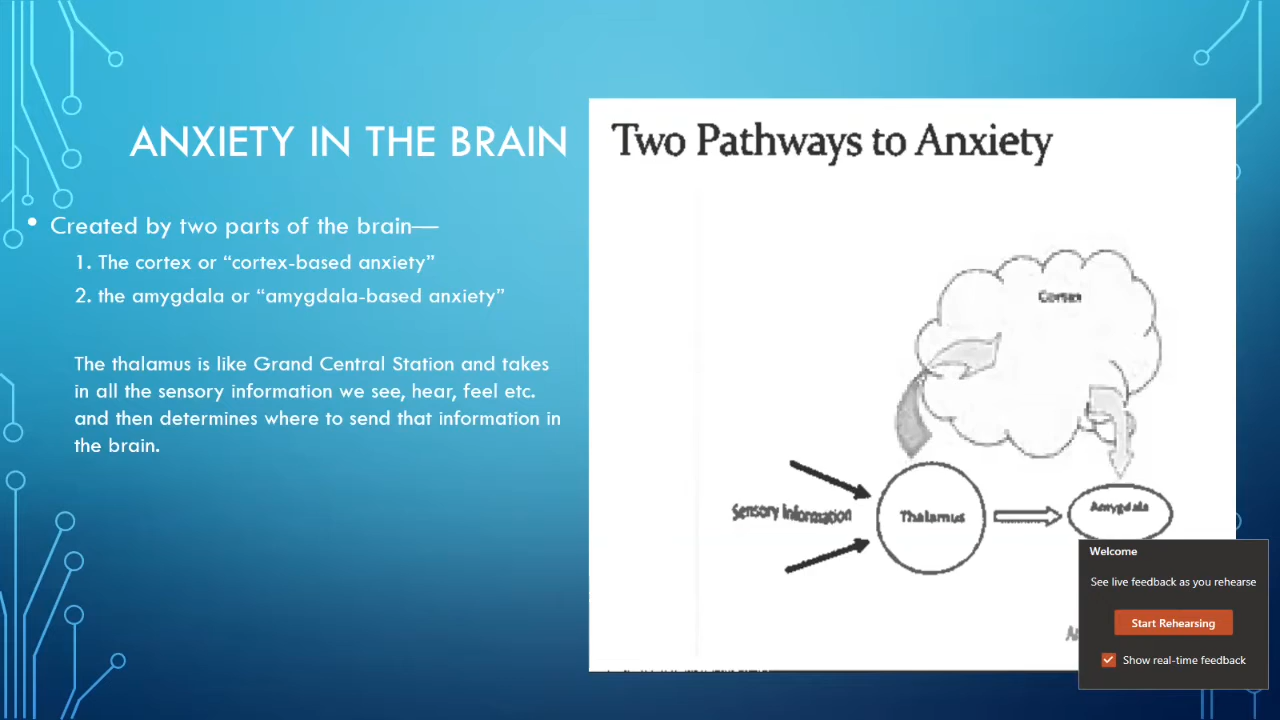 ANXIETY IN THE BRAIN
• Created by two parts of the brain—
1. The cortex or “cortex-based anxiety”
2. the amygdala or “amygdala-based anxiety”
The thalamus is like Grand Central Station and takes
in all the sensory information we see, hear, feel etc.
and then determines where to send that information in
the brain.
Two Pathways to Anxiety
Cortex
Sensory Information
Thalamus
Amygdala
Welcome
See live feedback as you rehearse
Start Rehearsing
Show real-time feedback